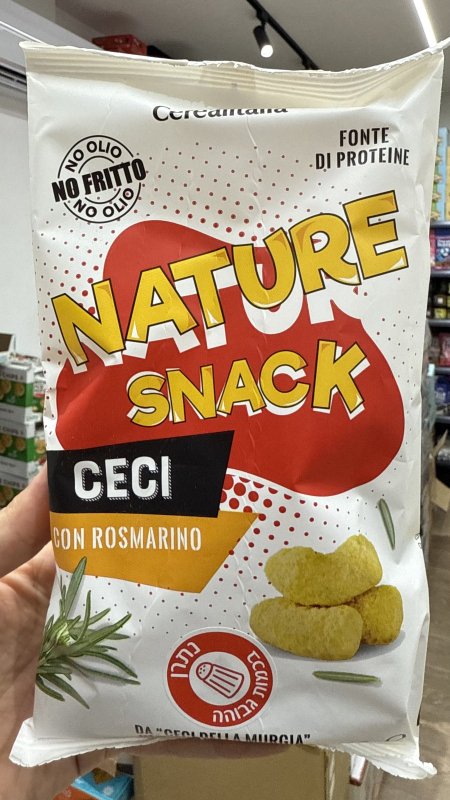 Cerealitalia
NO OLIO
NO FRITTO
NO OLIO
FONTE
DI PROTEINE
NATURE
SNACK
CECI
CON ROSMARINO
נתרן
בכמות גבוהה
DA "CECI DELLA MURGIA"